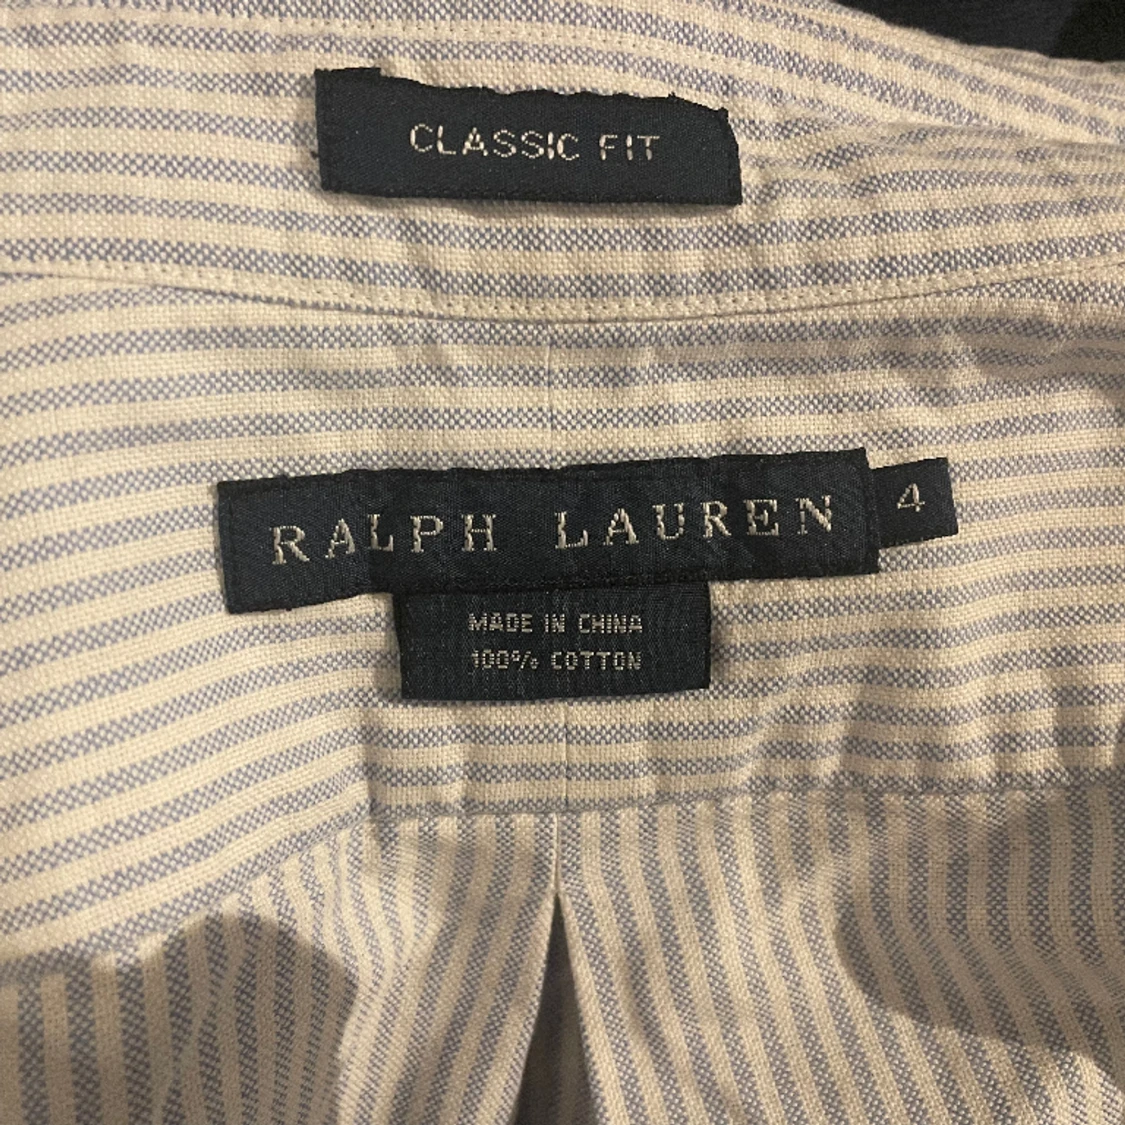 CLASSIC FIT
RALPH LAUREN 4
MADE IN CHINA
100% COTTON